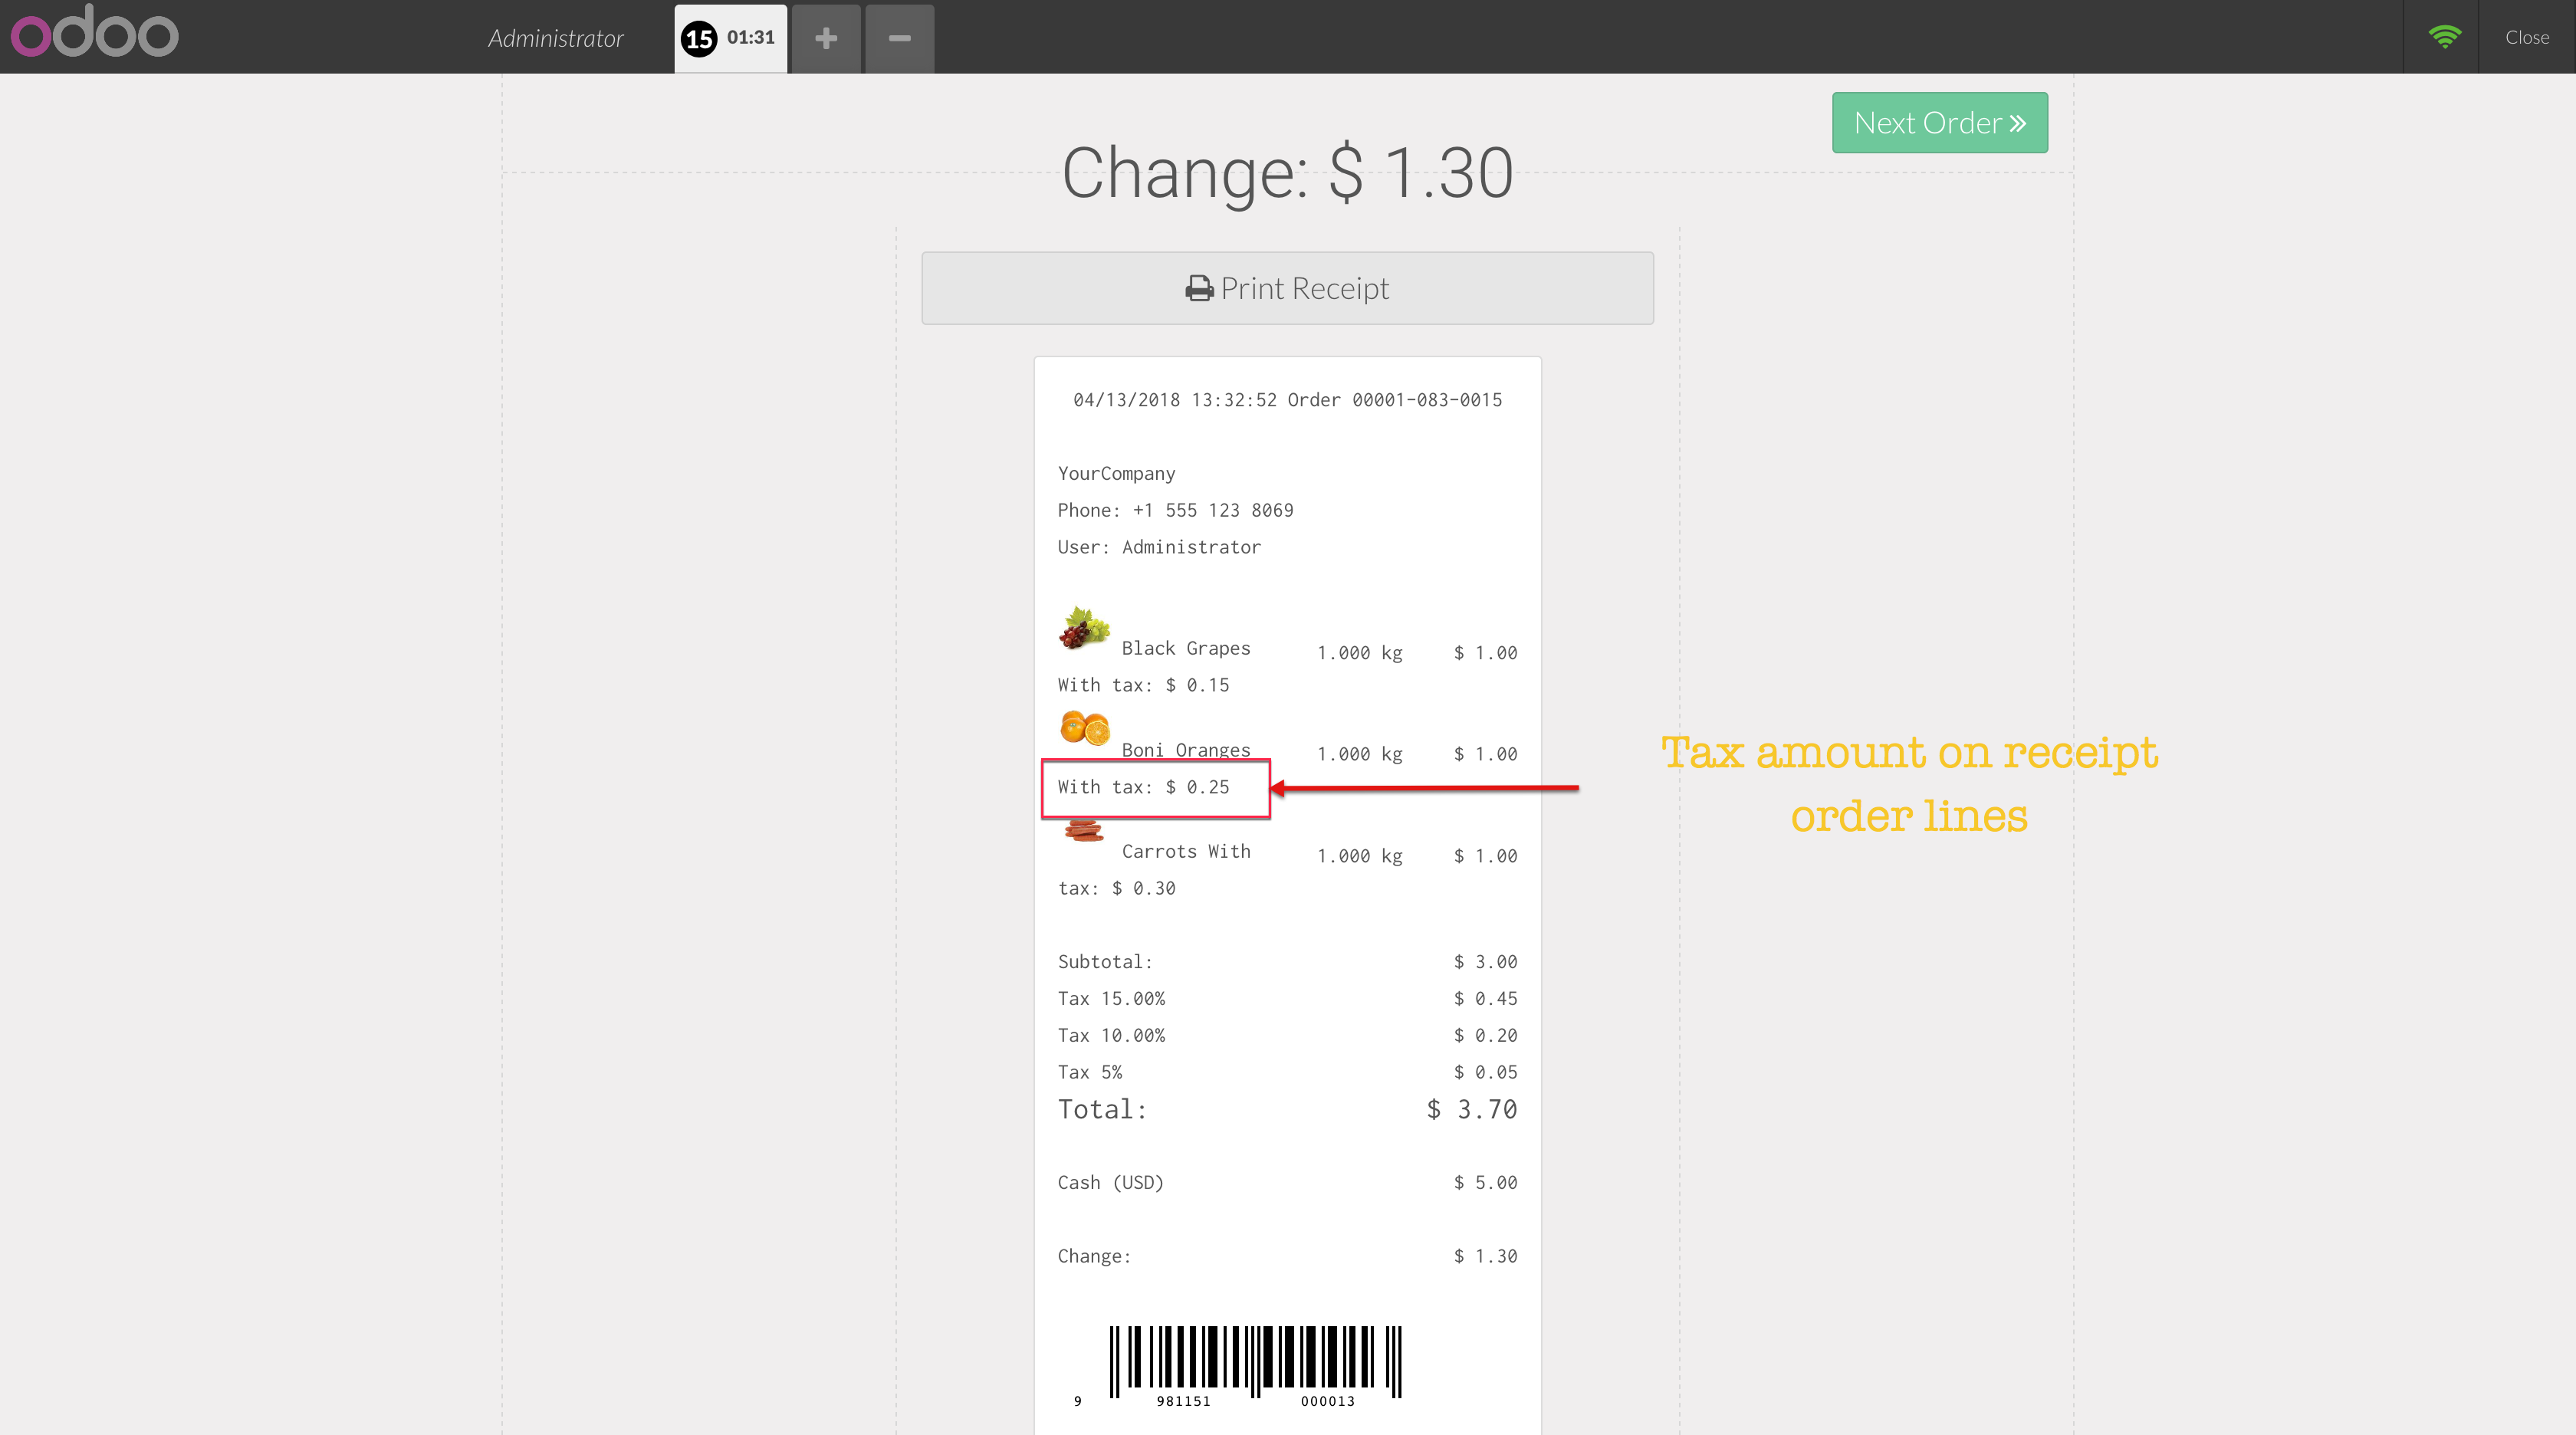 odoo
Administrator
15 01:31
Close
Next Order
Change: $ 1.30
Print Receipt
04/13/2018 13:32:52 Order 00001-083-0015
YourCompany
Phone: +1 555 123 8069
User: Administrator
Black Grapes 1.000 kg $ 1.00
With tax: $ 0.15
Boni Oranges 1.000 kg $ 1.00
With tax: $ 0.25
Tax amount on receipt
order lines
Carrots With 1.000 kg $ 1.00
tax: $ 0.30
Subtotal: $ 3.00
Tax 15.00% $ 0.45
Tax 10.00% $ 0.20
Tax 5% $ 0.05
Total: $ 3.70
Cash (USD) $ 5.00
Change: $ 1.30
9 981151 000013